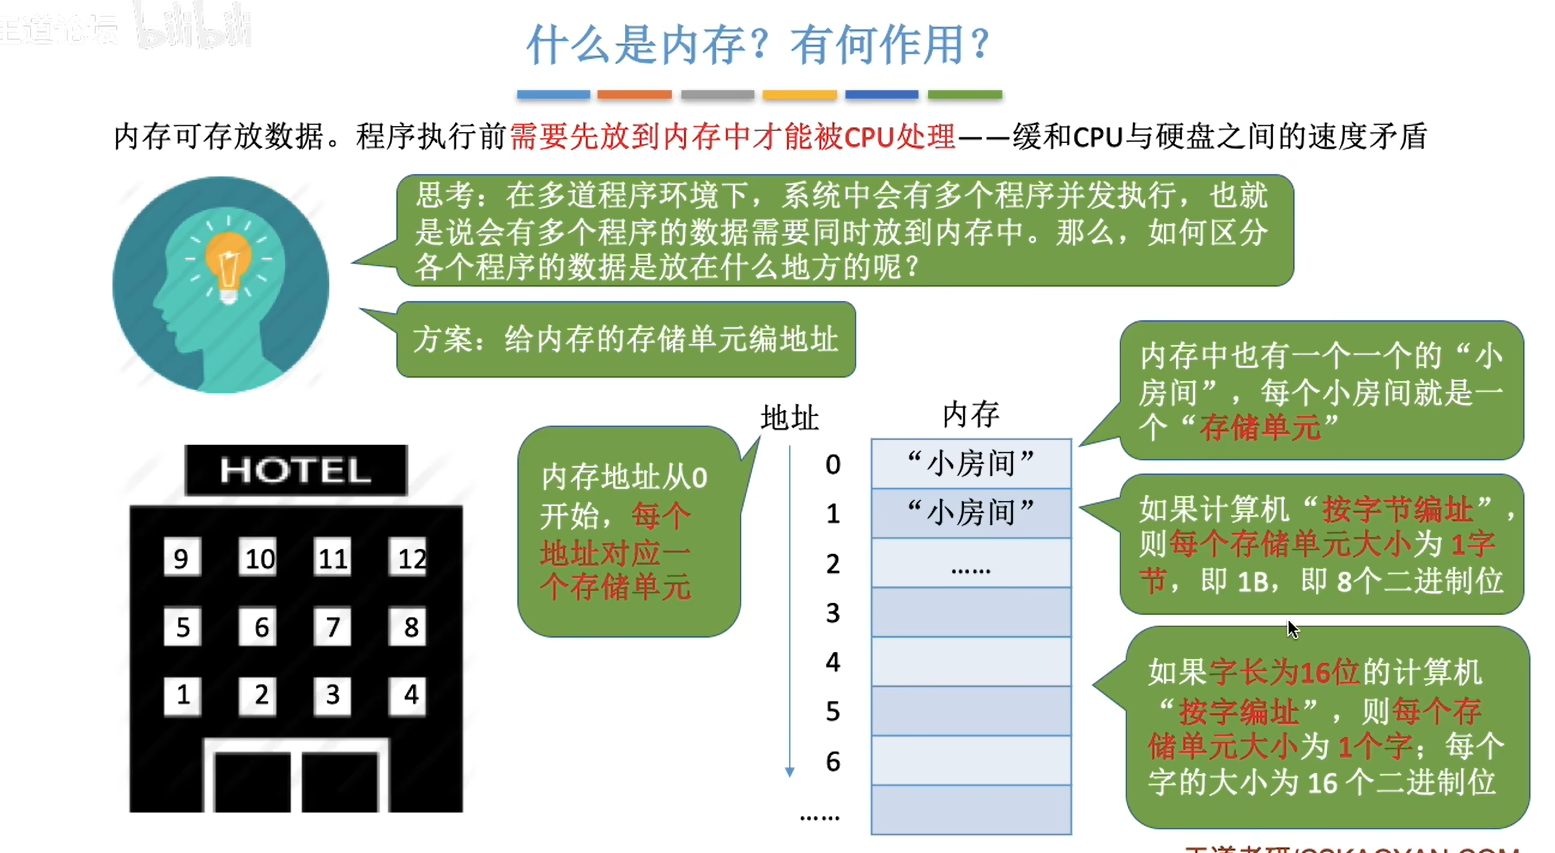 王道论坛 bilibili
什么是内存？有何作用？
内存可存放数据。程序执行前需要先放到内存中才能被CPU处理——缓和CPU与硬盘之间的速度矛盾
思考：在多道程序环境下，系统中会有多个程序并发执行，也就
是说会有多个程序的数据需要同时放到内存中。那么，如何区分
各个程序的数据是放在什么地方的呢？
方案：给内存的存储单元编地址
HOTEL
9 10 11 12
5 6 7 8
1 2 3 4
内存地址从0
开始，每个
地址对应一
个存储单元
地址
内存
0 “小房间”
1 “小房间”
2 ……
3
4
5
6
……
内存中也有一个一个的“小
房间”，每个小房间就是一
个“存储单元”
如果计算机“按字节编址”，
则每个存储单元大小为 1字
节，即 1B，即 8个二进制位
如果字长为16位的计算机
“按字编址”，则每个存
储单元大小为 1个字；每个
字的大小为 16 个二进制位
王道考研/CSKAOYAN.COM